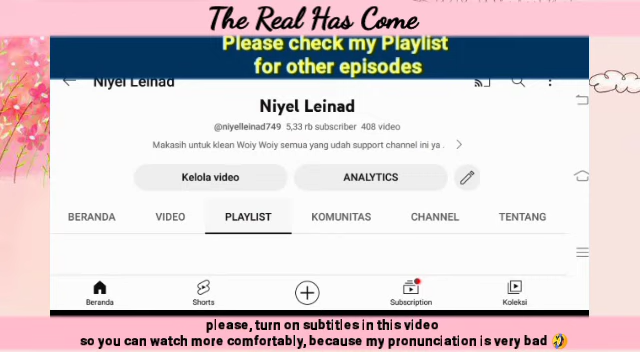 The Real Has Come
Please check my Playlist
for other episodes
Niyel Leinad
Niyel Leinad
@niyelleinad749 5,33 rb subscriber 408 video
Makasih untuk klean Woiy Woiy semua yang udah support channel ini ya .
Kelola video
ANALYTICS
BERANDA VIDEO PLAYLIST KOMUNITAS CHANNEL TENTANG
Beranda Shorts Subscription Koleksi
please, turn on subtitles in this video
so you can watch more comfortably, because my pronunciation is very bad 🤣